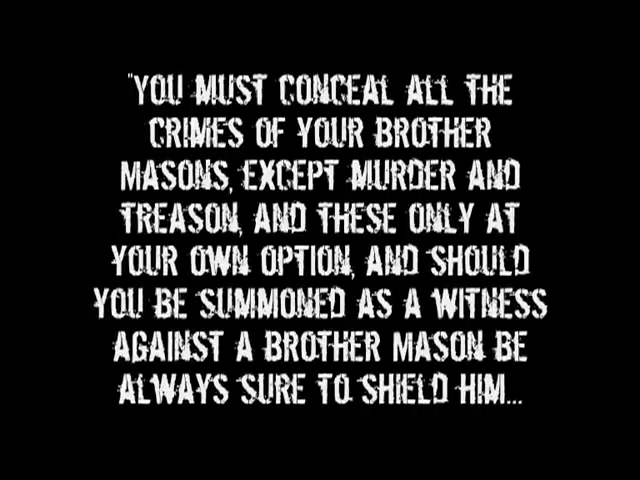 "YOU MUST CONCEAL ALL THE
CRIMES OF YOUR BROTHER
MASONS, EXCEPT MURDER AND
TREASON, AND THESE ONLY AT
YOUR OWN OPTION, AND SHOULD
YOU BE SUMMONED AS A WITNESS
AGAINST A BROTHER MASON BE
ALWAYS SURE TO SHIELD HIM...